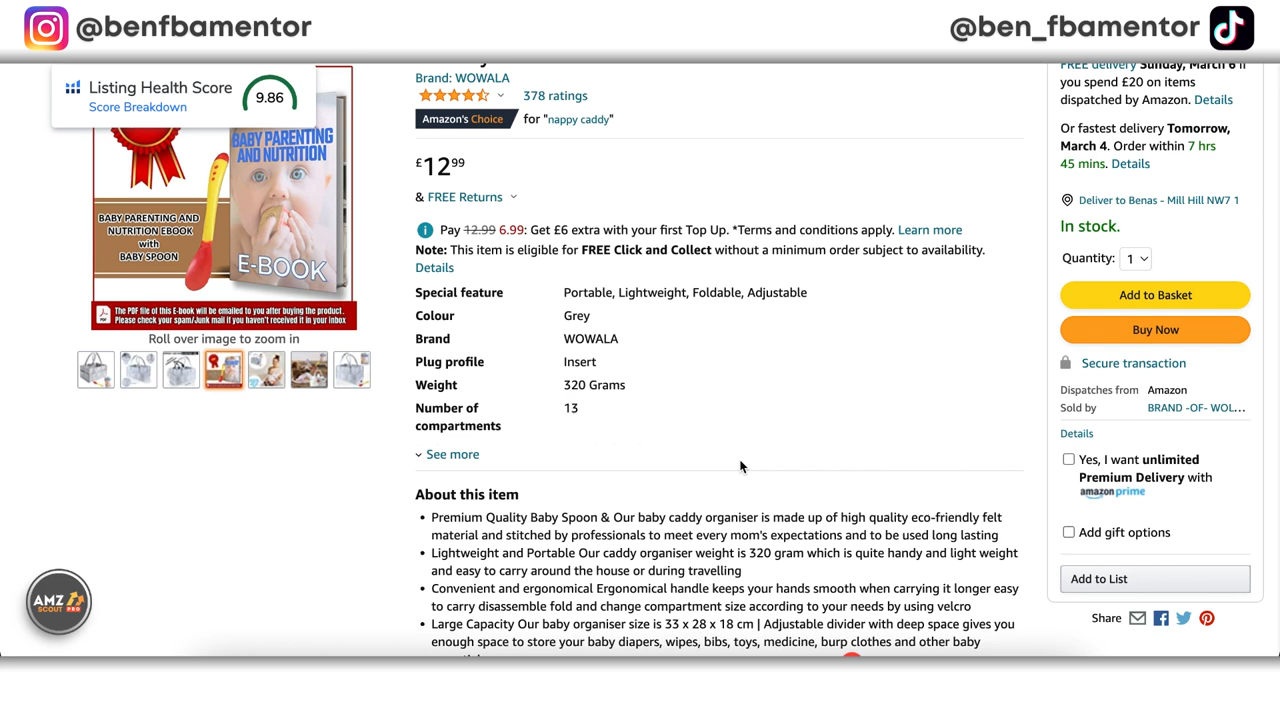 @benfbamentor
@ben_fbamentor
Listing Health Score
Score Breakdown
9.86
BABY PARENTING
AND NUTRITION
BABY PARENTING AND
NUTRITION EBOOK
with
BABY SPOON
E-BOOK
PDF
The PDF file of this E-book will be emailed to you after buying the product.
Please check your spam/Junk mail if you haven't received it in your inbox
Roll over image to zoom in
AMZ
SCOUT PRO
Brand: WOWALA
378 ratings
Amazon's Choice for "nappy caddy"
£12 99
& FREE Returns
Pay 12.99 6.99: Get £6 extra with your first Top Up. *Terms and conditions apply. Learn more
Note: This item is eligible for FREE Click and Collect without a minimum order subject to availability.
Details
Special feature Portable, Lightweight, Foldable, Adjustable
Colour Grey
Brand WOWALA
Plug profile Insert
Weight 320 Grams
Number of 13
compartments
See more
About this item
• Premium Quality Baby Spoon & Our baby caddy organiser is made up of high quality eco-friendly felt
material and stitched by professionals to meet every mom's expectations and to be used long lasting
• Lightweight and Portable Our caddy organiser weight is 320 gram which is quite handy and light weight
and easy to carry around the house or during travelling
• Convenient and ergonomical Ergonomical handle keeps your hands smooth when carrying it longer easy
to carry disassemble fold and change compartment size according to your needs by using velcro
• Large Capacity Our baby organiser size is 33 x 28 x 18 cm | Adjustable divider with deep space gives you
enough space to store your baby diapers, wipes, bibs, toys, medicine, burp clothes and other baby
FREE delivery Sunday, March 6 if
you spend £20 on items
dispatched by Amazon. Details
Or fastest delivery Tomorrow,
March 4. Order within 7 hrs
45 mins. Details
Deliver to Benas - Mill Hill NW7 1
In stock.
Quantity: 1
Add to Basket
Buy Now
Secure transaction
Dispatches from Amazon
Sold by BRAND -OF- WOL...
Details
Yes, I want unlimited
Premium Delivery with
amazon prime
Add gift options
Add to List
Share